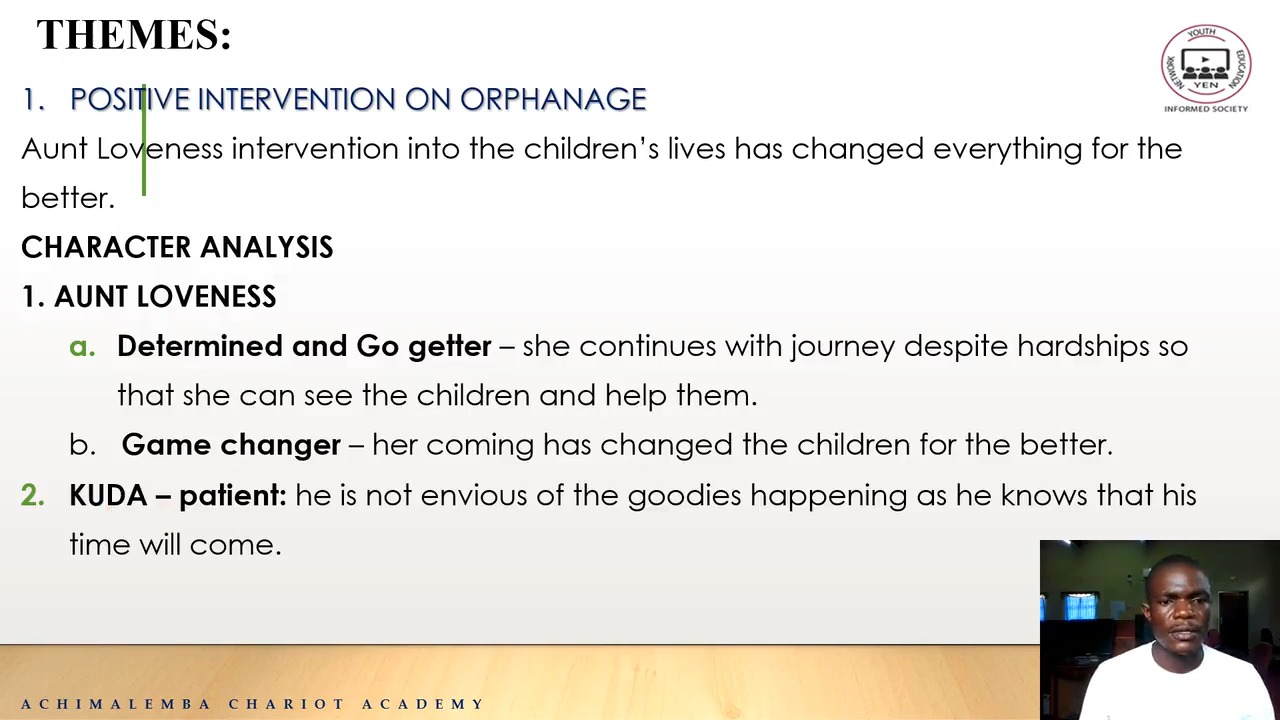 THEMES:
YOUTH
EDUCATION
NETWORK
YEN
INFORMED SOCIETY
1. POSITIVE INTERVENTION ON ORPHANAGE
Aunt Loveness intervention into the children's lives has changed everything for the
better.
CHARACTER ANALYSIS
1. AUNT LOVENESS
a. Determined and Go getter – she continues with journey despite hardships so
that she can see the children and help them.
b. Game changer – her coming has changed the children for the better.
2. KUDA – patient: he is not envious of the goodies happening as he knows that his
time will come.
ACHIMALEMBA CHARIOT ACADEMY